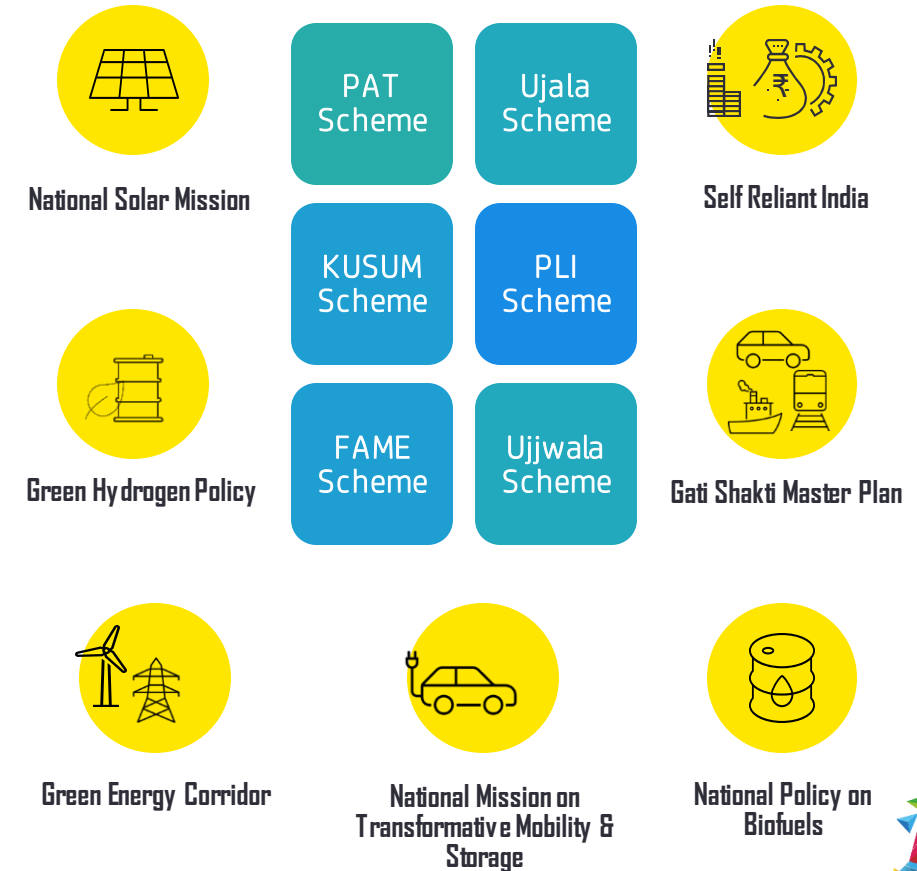 PAT
Scheme
Ujala
Scheme
₹
National Solar Mission
Self Reliant India
KUSUM
Scheme
PLI
Scheme
Green Hydrogen Policy
Gati Shakti Master Plan
FAME
Scheme
Ujjwala
Scheme
Green Energy Corridor
National Mission on
Transformative Mobility &
Storage
National Policy on
Biofuels